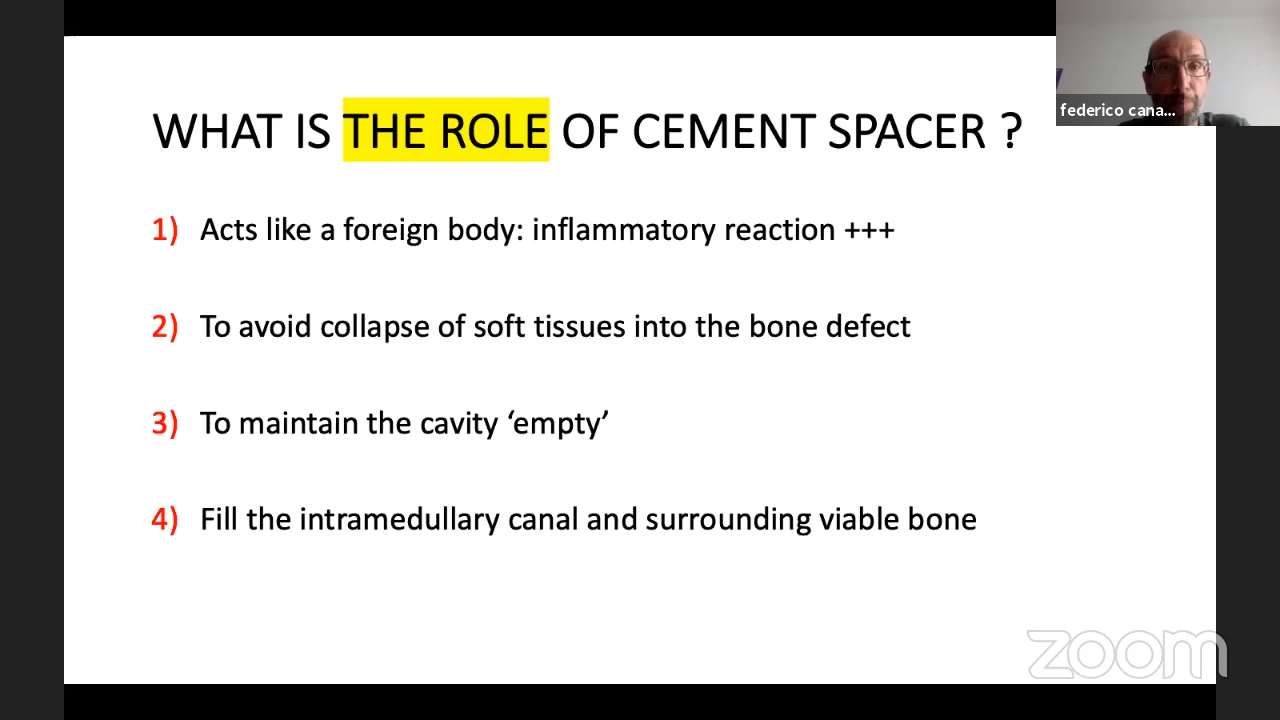 federico cana...
WHAT IS THE ROLE OF CEMENT SPACER ?
1) Acts like a foreign body: inflammatory reaction +++
2) To avoid collapse of soft tissues into the bone defect
3) To maintain the cavity ‘empty’
4) Fill the intramedullary canal and surrounding viable bone
zoom